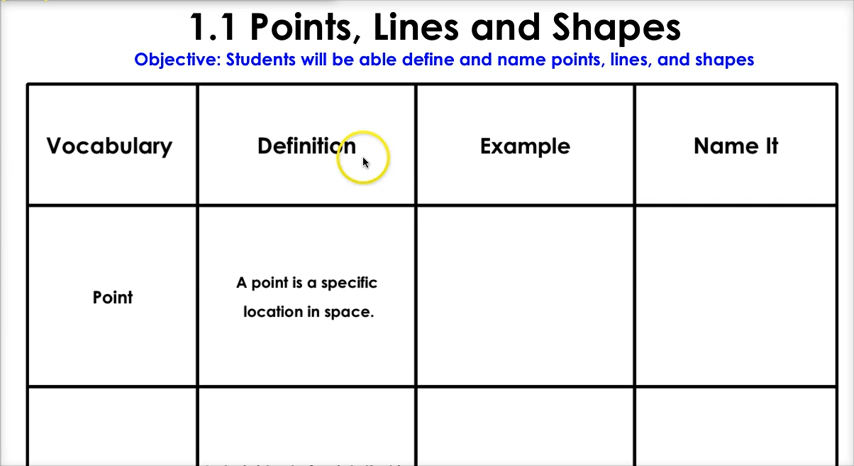 1.1 Points, Lines and Shapes
Objective: Students will be able define and name points, lines, and shapes
Vocabulary
Definition
Example
Name It
Point
A point is a specific
location in space.